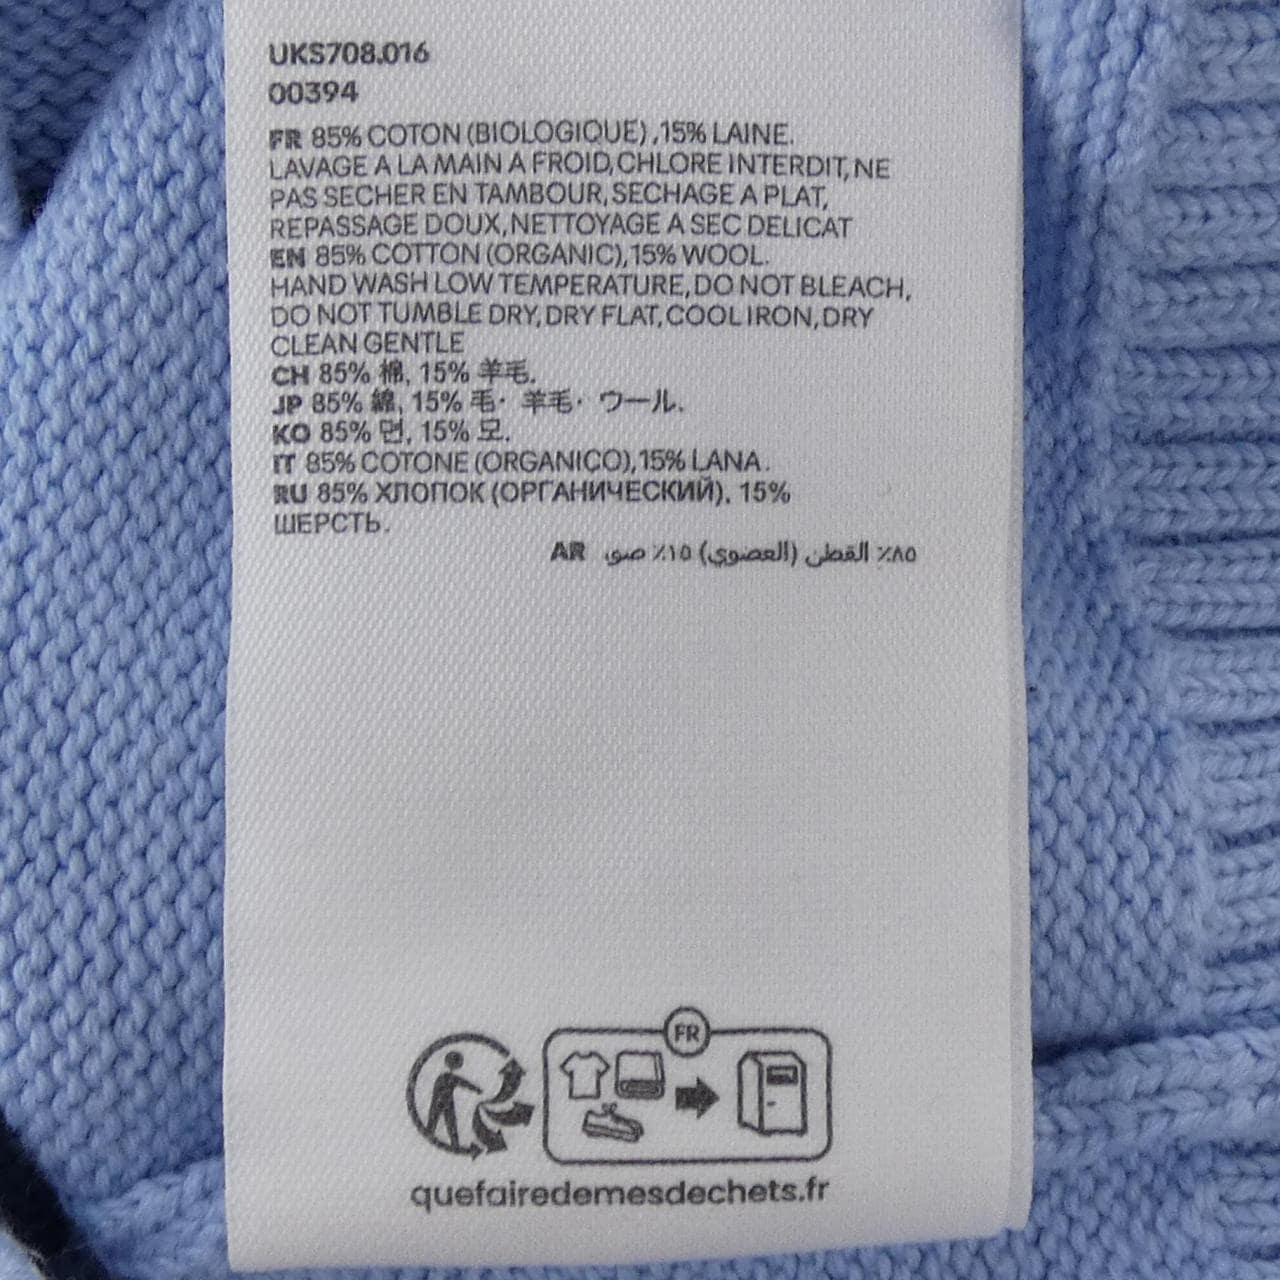 UKS708.016
00394
FR 85% COTON (BIOLOGIQUE) ,15% LAINE.
LAVAGE A LA MAIN A FROID, CHLORE INTERDIT, NE
PAS SECHER EN TAMBOUR, SECHAGE A PLAT,
REPASSAGE DOUX, NETTOYAGE A SEC DELICAT
EN 85% COTTON (ORGANIC), 15% WOOL.
HAND WASH LOW TEMPERATURE, DO NOT BLEACH,
DO NOT TUMBLE DRY, DRY FLAT, COOL IRON, DRY
CLEAN GENTLE
CH 85% 棉, 15% 羊毛.
JP 85% 綿, 15% 毛· 羊毛· ウール.
KO 85% 면, 15% 모.
IT 85% COTONE (ORGANICO), 15% LANA.
RU 85% ХЛОПОК (ОРГАНИЧЕСКИЙ), 15%
ШЕРСТЬ.
AR ٨٥٪ القطن (العضوي) ١٥٪ صو
FR
quefairedemesdechets.fr